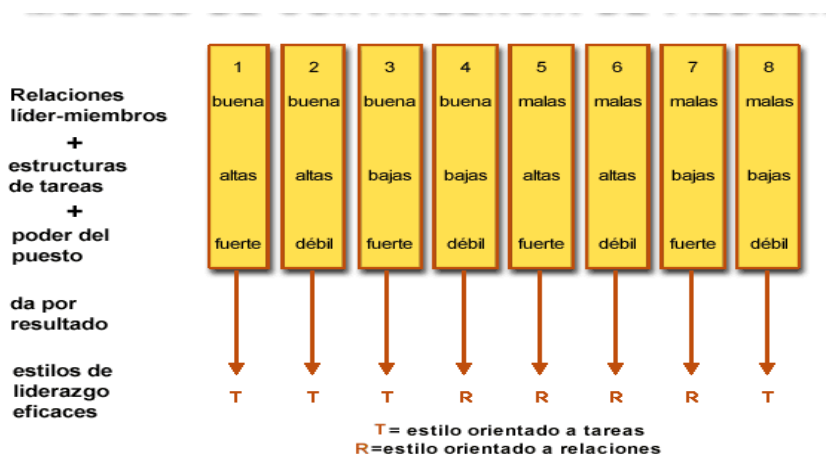 1 2 3 4 5 6 7 8
Relaciones
líder-miembros
buena buena buena buena malas malas malas malas
+
estructuras
de tareas
altas altas bajas bajas altas altas bajas bajas
+
poder del
puesto
fuerte débil fuerte débil fuerte débil fuerte débil
da por
resultado
estilos de
liderazgo
eficaces
T T T R R R R T
T= estilo orientado a tareas
R=estilo orientado a relaciones